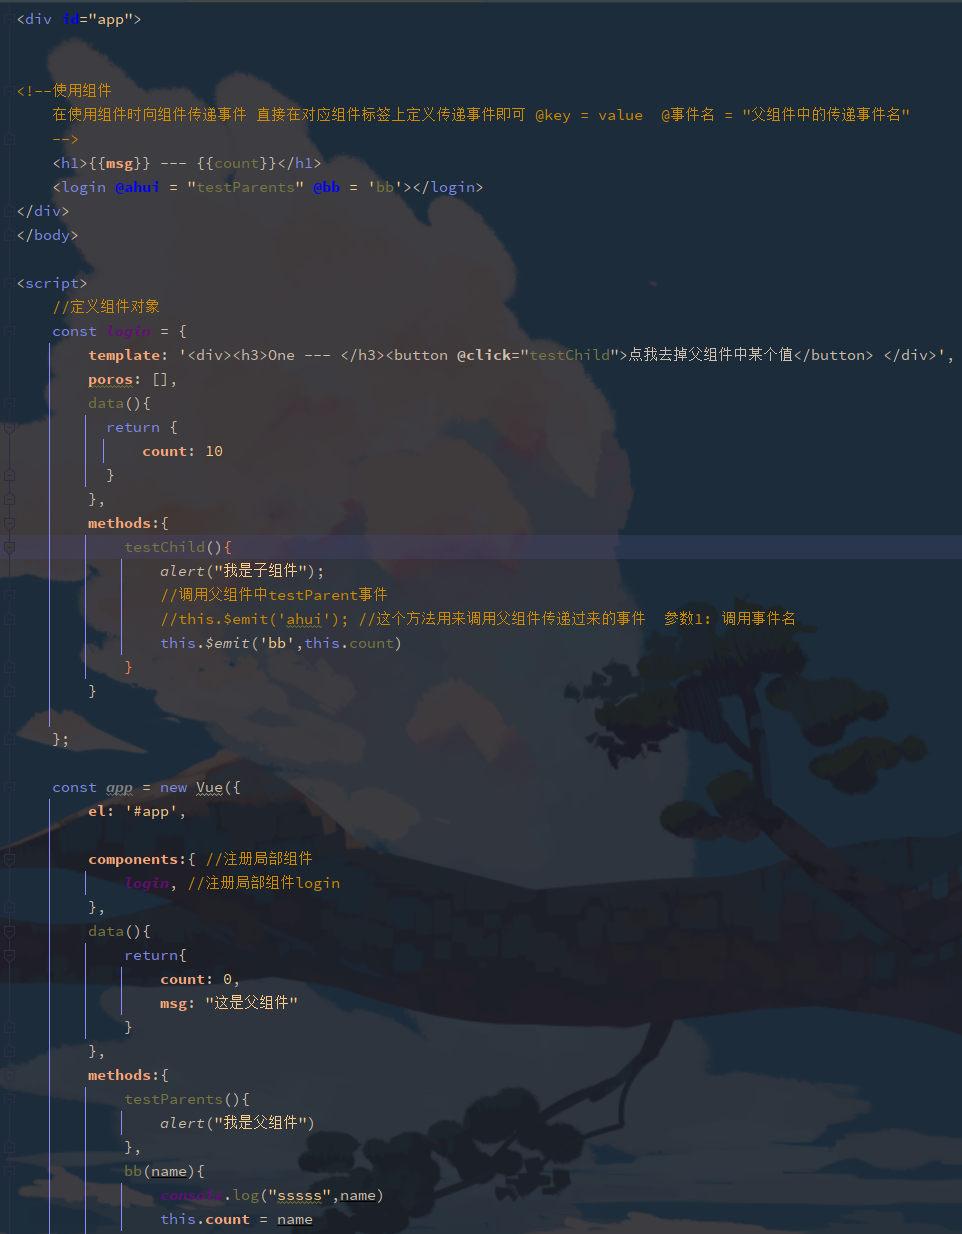 <div id="app">
<!--使用组件
在使用组件时向组件传递事件 直接在对应组件标签上定义传递事件即可 @key = value  @事件名 = "父组件中的传递事件名"
-->
<h1>{{msg}} --- {{count}}</h1>
<login @ahui = "testParents" @bb = 'bb'></login>
</div>
</body>
<script>
//定义组件对象
const login = {
template: '<div><h3>One --- </h3><button @click="testChild">点我去掉父组件中某个值</button> </div>',
poros: [],
data(){
return {
count: 10
}
},
methods:{
testChild(){
alert("我是子组件");
//调用父组件中testParent事件
//this.$emit('ahui'); //这个方法用来调用父组件传递过来的事件  参数1: 调用事件名
this.$emit('bb',this.count)
}
}
};
const app = new Vue({
el: '#app',
components:{ //注册局部组件
login, //注册局部组件login
},
data(){
return{
count: 0,
msg: "这是父组件"
}
},
methods:{
testParents(){
alert("我是父组件")
},
bb(name){
console.log("sssss",name)
this.count = name